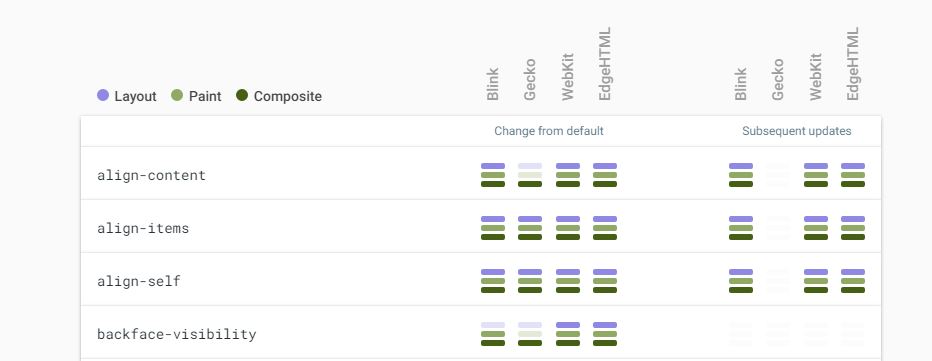 Layout Paint Composite Blink Gecko WebKit EdgeHTML Blink Gecko WebKit EdgeHTML
Change from default Subsequent updates
align-content
align-items
align-self
backface-visibility